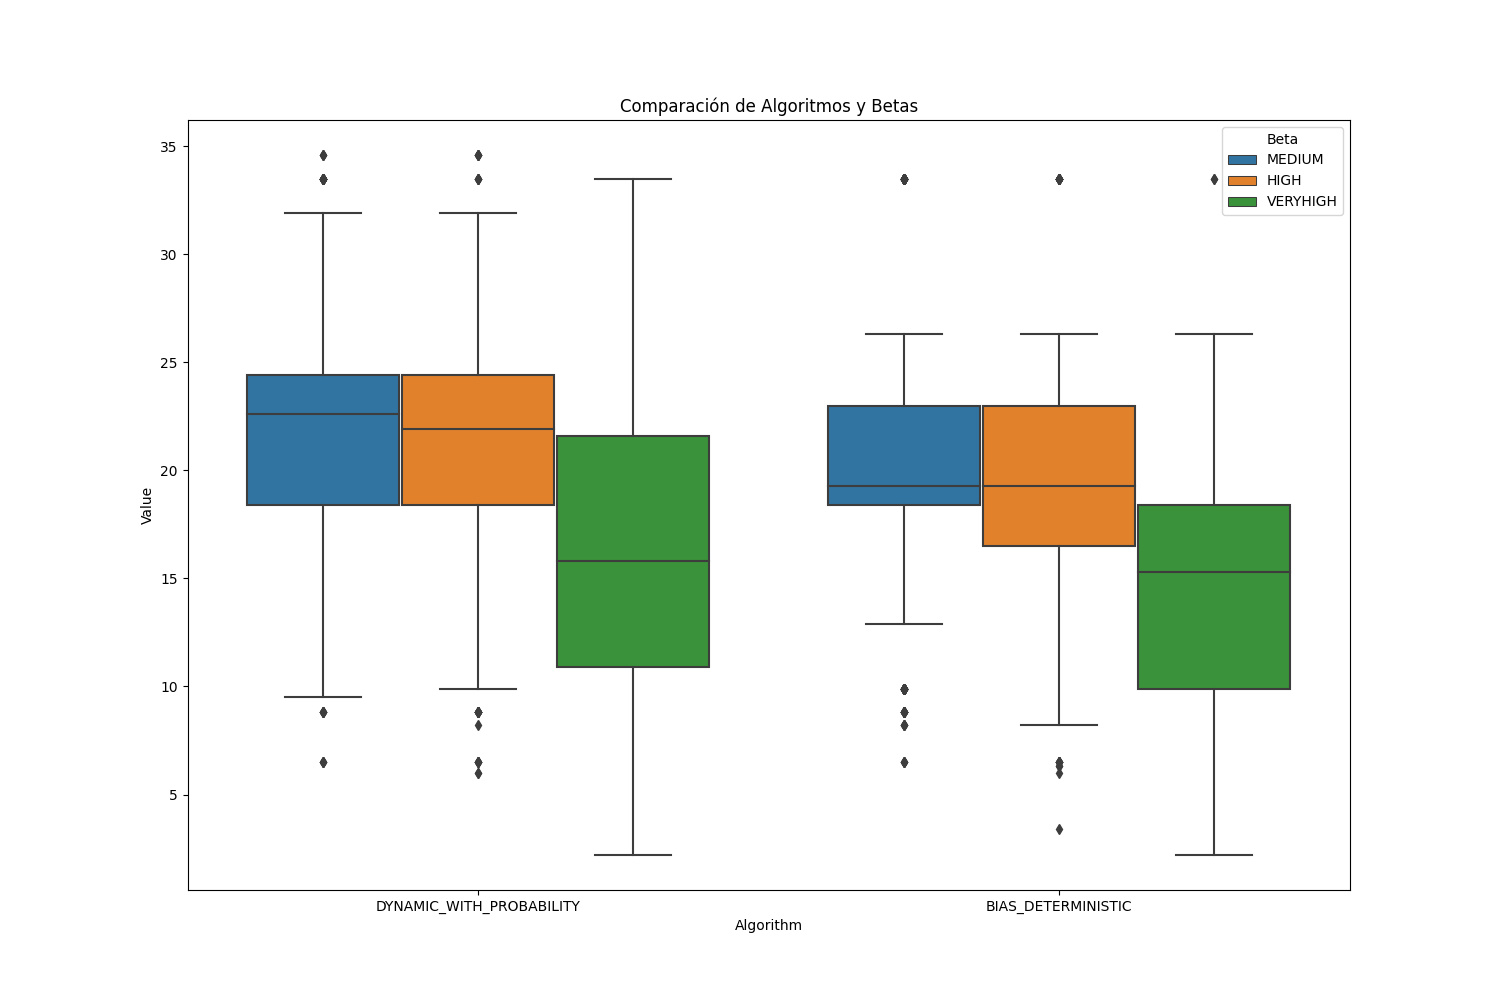 Comparación de Algoritmos y Betas
Beta
MEDIUM
HIGH
VERYHIGH
35
30
25
20
15
10
5
Value
DYNAMIC_WITH_PROBABILITY
BIAS_DETERMINISTIC
Algorithm